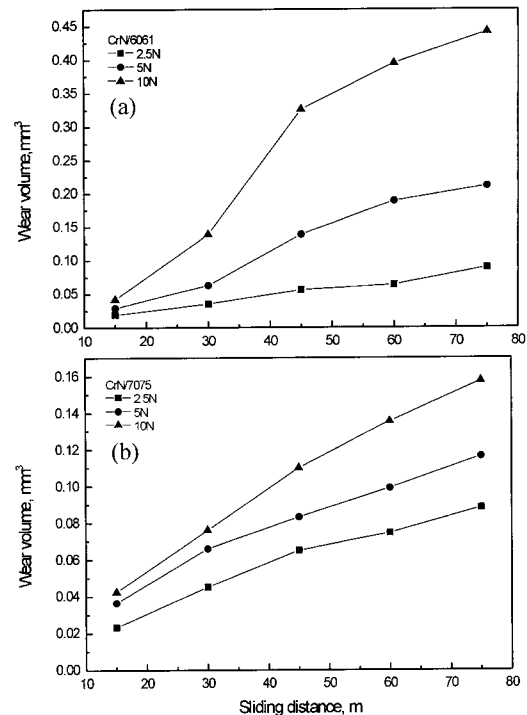 0.45
0.40
0.35
0.30
0.25
0.20
0.15
0.10
0.05
0.00
Wear volume,mm³
CrN/6061
2.5N
5N
10N
(a)
10 20 30 40 50 60 70 80
0.16
0.14
0.12
0.10
0.08
0.06
0.04
0.02
0.00
Wear volume, mm³
CrN/7075
2.5N
5N
10N
(b)
10 20 30 40 50 60 70 80
Sliding distance, m